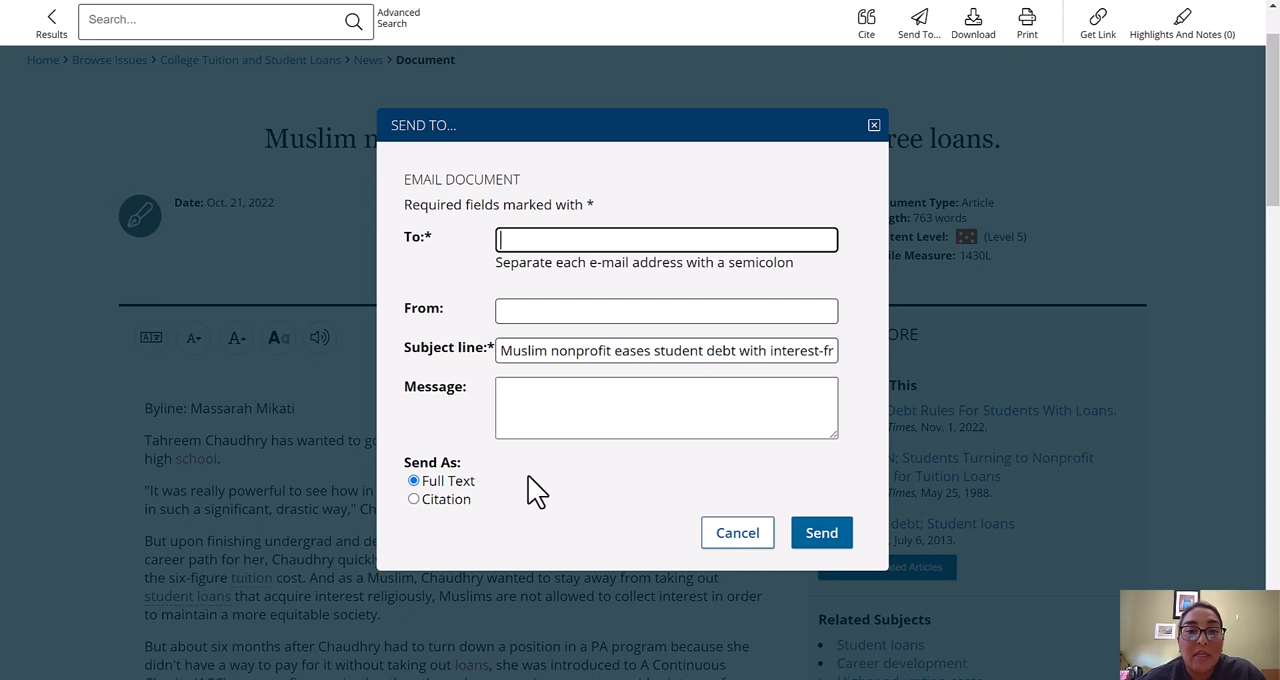 Results
Search...
Advanced
Search
Cite
Send To...
Download
Print
Get Link
Highlights And Notes (0)
Home > Browse Issues > College Tuition and Student Loans > News > Document
Muslim n
ree loans.
SEND TO...
EMAIL DOCUMENT
Required fields marked with *
To:*
Separate each e-mail address with a semicolon
From:
Subject line:*
Muslim nonprofit eases student debt with interest-fr
Message:
Send As:
Full Text
Citation
Cancel
Send
Date: Oct. 21, 2022
ument Type: Article
gth: 763 words
tent Level: (Level 5)
ile Measure: 1430L
A
A
Aa
ORE
Byline: Massarah Mikati
Tahreem Chaudhry has wanted to go
high school.
"It was really powerful to see how in
in such a significant, drastic way," Ch
But upon finishing undergrad and de
career path for her, Chaudhry quickl
the six-figure tuition cost. And as a Muslim, Chaudhry wanted to stay away from taking out
student loans that acquire interest religiously, Muslims are not allowed to collect interest in order
to maintain a more equitable society.
But about six months after Chaudhry had to turn down a position in a PA program because she
didn't have a way to pay for it without taking out loans, she was introduced to A Continuous
This
Debt Rules For Students With Loans.
Times, Nov. 1, 2022.
N; Students Turning to Nonprofit
for Tuition Loans
Times, May 25, 1988.
debt; Student loans
, July 6, 2013.
ated Articles
Related Subjects
Student loans
Career development